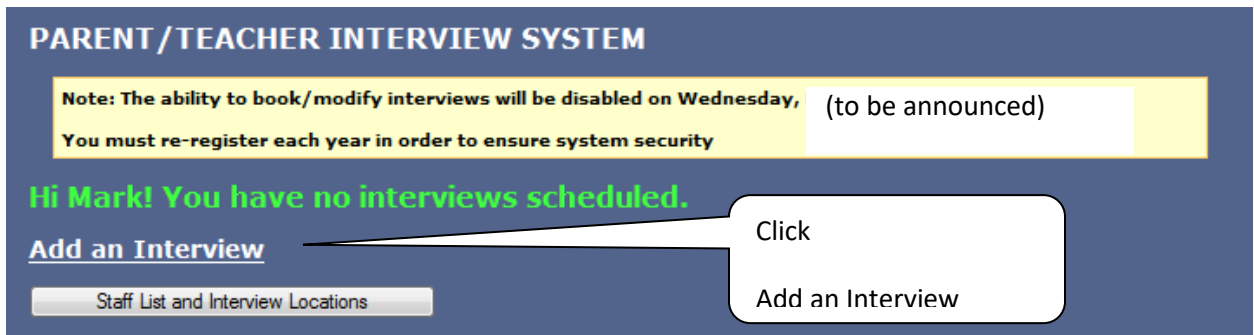 PARENT/TEACHER INTERVIEW SYSTEM
Note: The ability to book/modify interviews will be disabled on Wednesday, (to be announced)
You must re-register each year in order to ensure system security
Hi Mark! You have no interviews scheduled.
Click
Add an Interview
Add an Interview
Staff List and Interview Locations